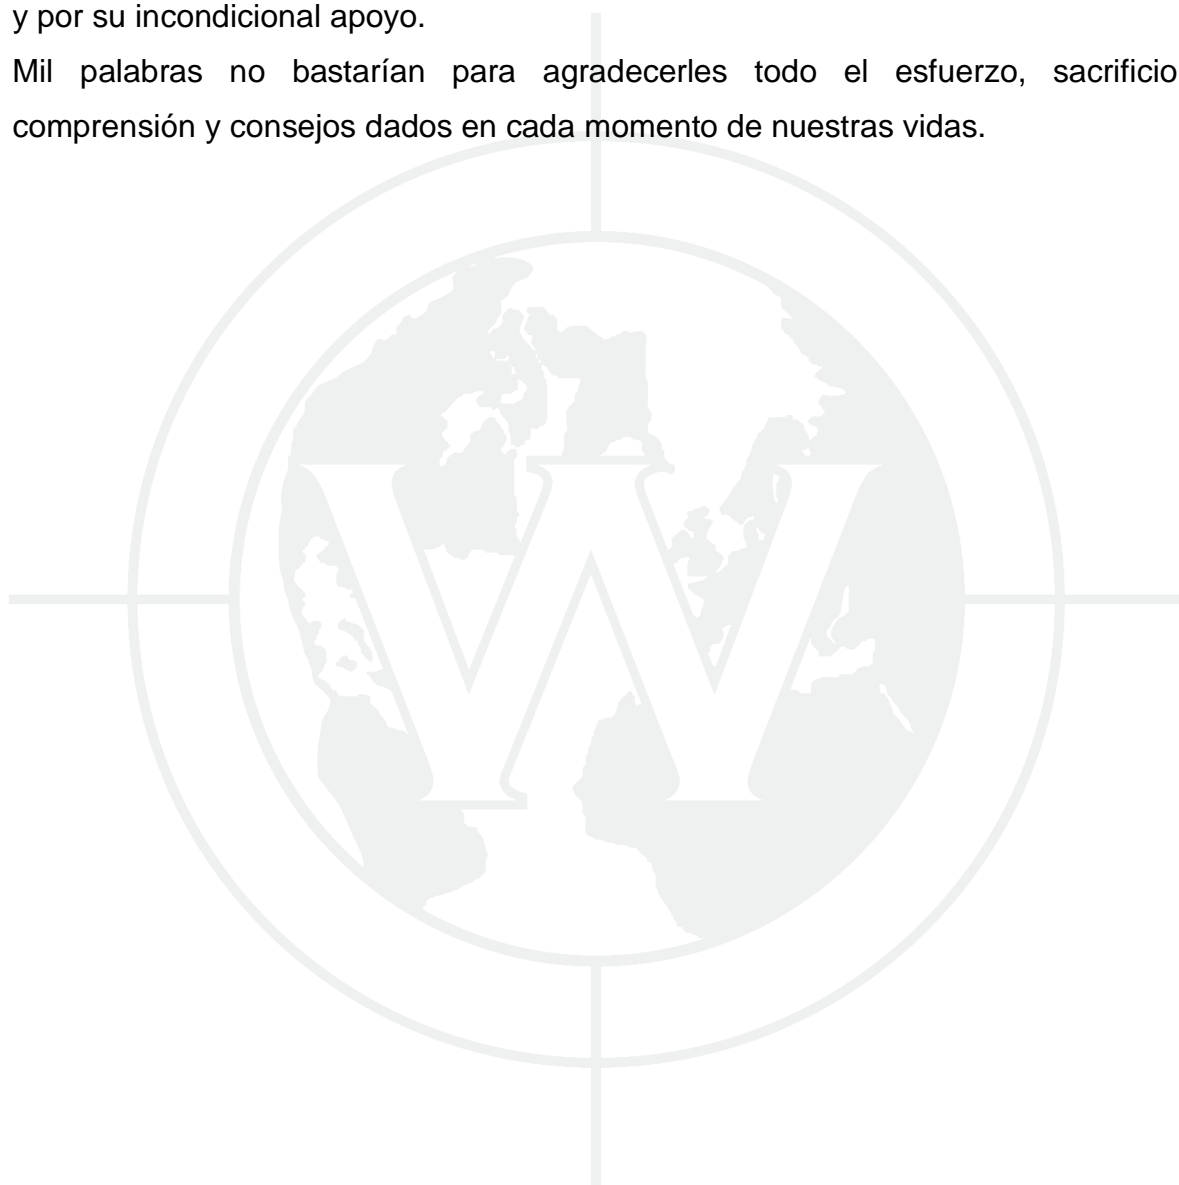 y por su incondicional apoyo.
Mil palabras no bastarían para agradecerles todo el esfuerzo, sacrificio
comprensión y consejos dados en cada momento de nuestras vidas.
W